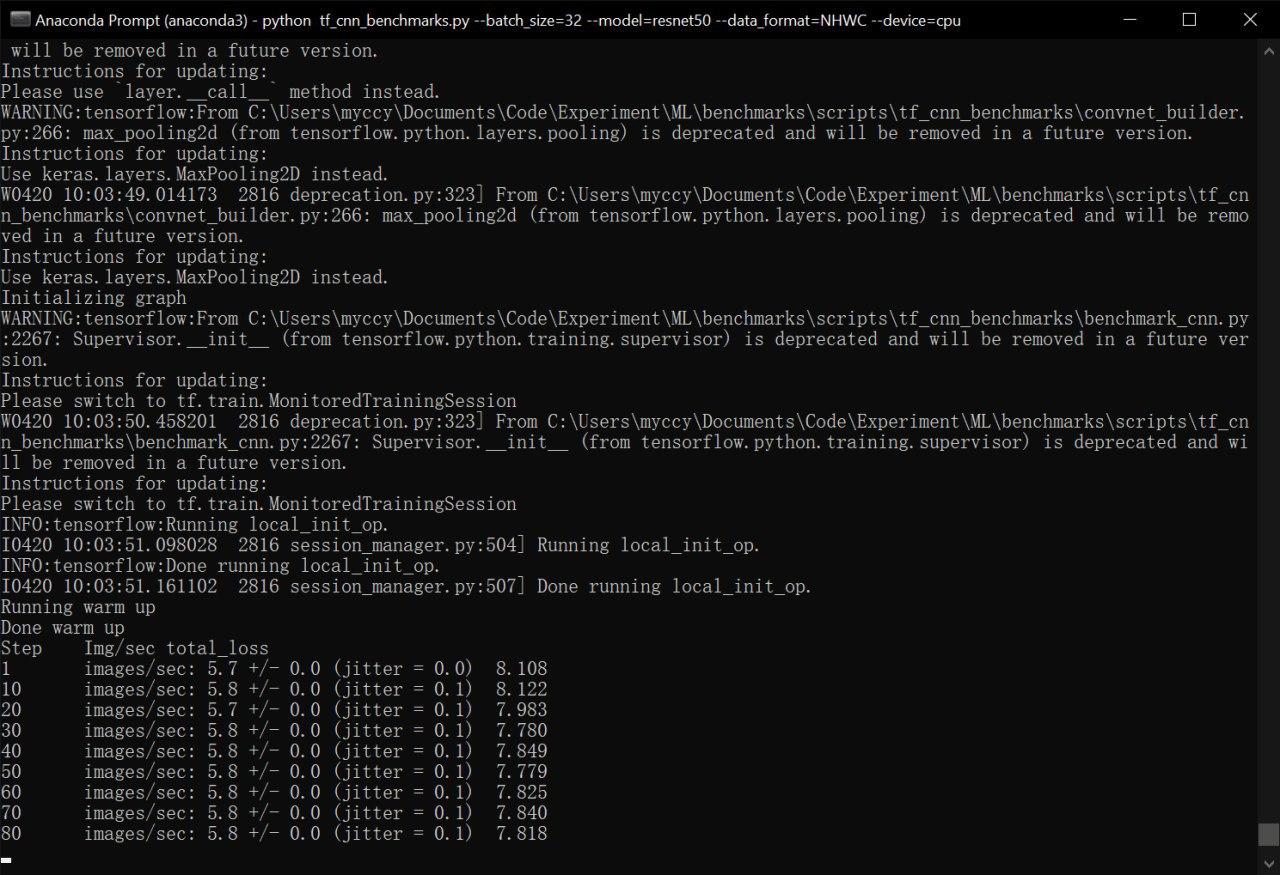 Anaconda Prompt (anaconda3) - python  tf_cnn_benchmarks.py --batch_size=32 --model=resnet50 --data_format=NHWC --device=cpu
will be removed in a future version.
Instructions for updating:
Please use `layer.__call__` method instead.
WARNING:tensorflow:From C:\Users\myccy\Documents\Code\Experiment\ML\benchmarks\scripts\tf_cnn_benchmarks\convnet_builder.
py:266: max_pooling2d (from tensorflow.python.layers.pooling) is deprecated and will be removed in a future version.
Instructions for updating:
Use keras.layers.MaxPooling2D instead.
W0420 10:03:49.014173  2816 deprecation.py:323] From C:\Users\myccy\Documents\Code\Experiment\ML\benchmarks\scripts\tf_cn
n_benchmarks\convnet_builder.py:266: max_pooling2d (from tensorflow.python.layers.pooling) is deprecated and will be remo
ved in a future version.
Instructions for updating:
Use keras.layers.MaxPooling2D instead.
Initializing graph
WARNING:tensorflow:From C:\Users\myccy\Documents\Code\Experiment\ML\benchmarks\scripts\tf_cnn_benchmarks\benchmark_cnn.py
:2267: Supervisor.__init__ (from tensorflow.python.training.supervisor) is deprecated and will be removed in a future ver
sion.
Instructions for updating:
Please switch to tf.train.MonitoredTrainingSession
W0420 10:03:50.458201  2816 deprecation.py:323] From C:\Users\myccy\Documents\Code\Experiment\ML\benchmarks\scripts\tf_cn
n_benchmarks\benchmark_cnn.py:2267: Supervisor.__init__ (from tensorflow.python.training.supervisor) is deprecated and wi
ll be removed in a future version.
Instructions for updating:
Please switch to tf.train.MonitoredTrainingSession
INFO:tensorflow:Running local_init_op.
I0420 10:03:51.098028  2816 session_manager.py:504] Running local_init_op.
INFO:tensorflow:Done running local_init_op.
I0420 10:03:51.161102  2816 session_manager.py:507] Done running local_init_op.
Running warm up
Done warm up
Step    Img/sec total_loss
1       images/sec: 5.7 +/- 0.0 (jitter = 0.0)  8.108
10      images/sec: 5.8 +/- 0.0 (jitter = 0.1)  8.122
20      images/sec: 5.7 +/- 0.0 (jitter = 0.1)  7.983
30      images/sec: 5.8 +/- 0.0 (jitter = 0.1)  7.780
40      images/sec: 5.8 +/- 0.0 (jitter = 0.1)  7.849
50      images/sec: 5.8 +/- 0.0 (jitter = 0.1)  7.779
60      images/sec: 5.8 +/- 0.0 (jitter = 0.1)  7.825
70      images/sec: 5.8 +/- 0.0 (jitter = 0.1)  7.840
80      images/sec: 5.8 +/- 0.0 (jitter = 0.1)  7.818